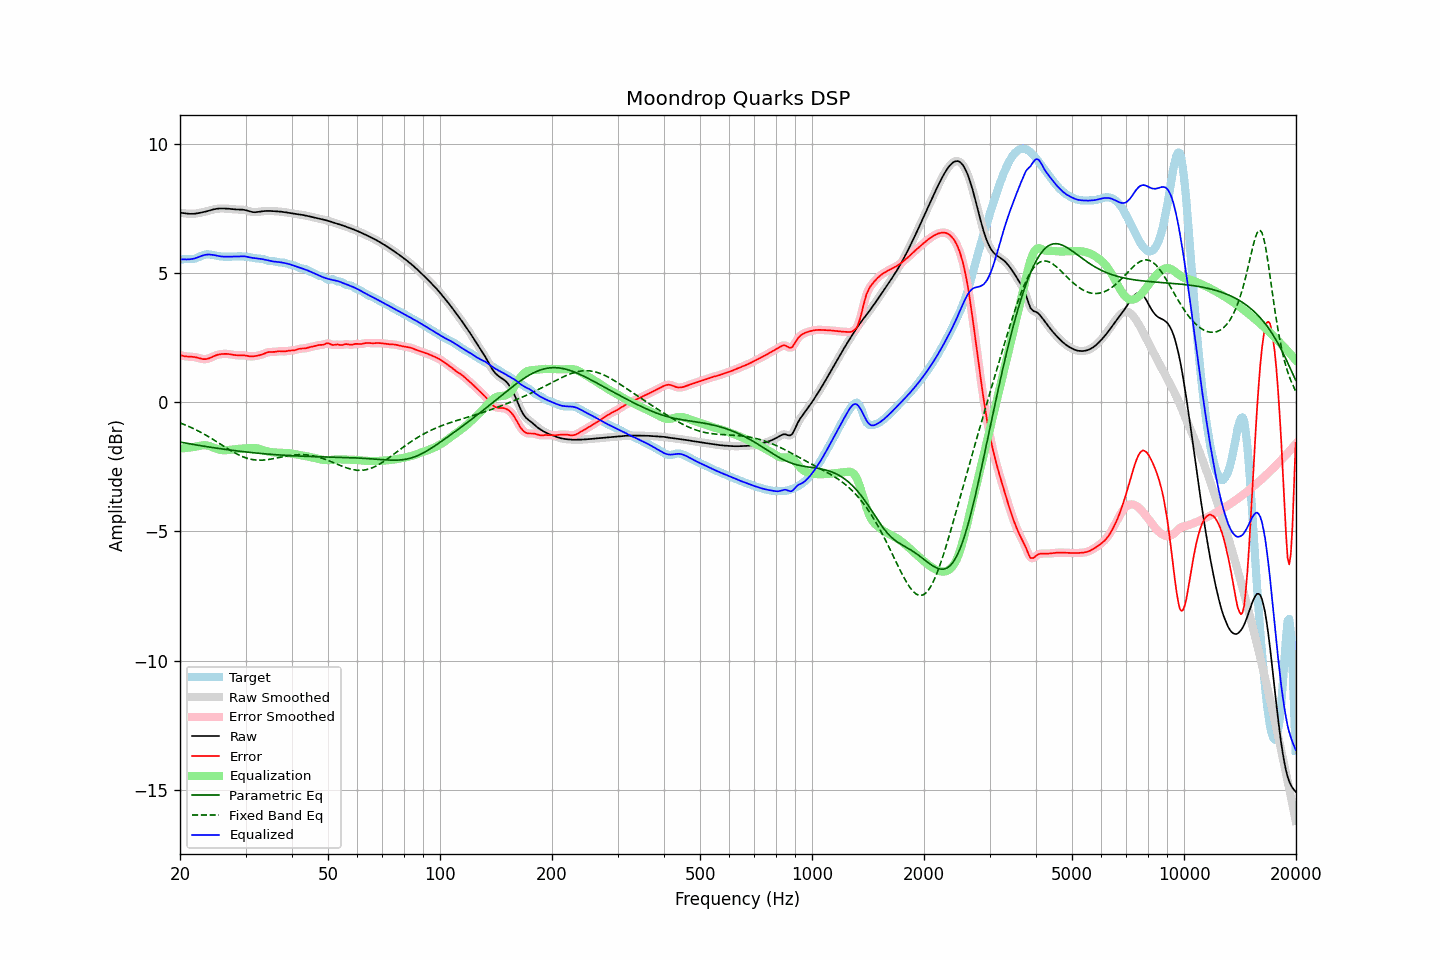 Moondrop Quarks DSP
10
5
0
−5
−10
−15
Amplitude (dBr)
Target
Raw Smoothed
Error Smoothed
Raw
Error
Equalization
Parametric Eq
Fixed Band Eq
Equalized
20 50 100 200 500 1000 2000 5000 10000 20000
Frequency (Hz)